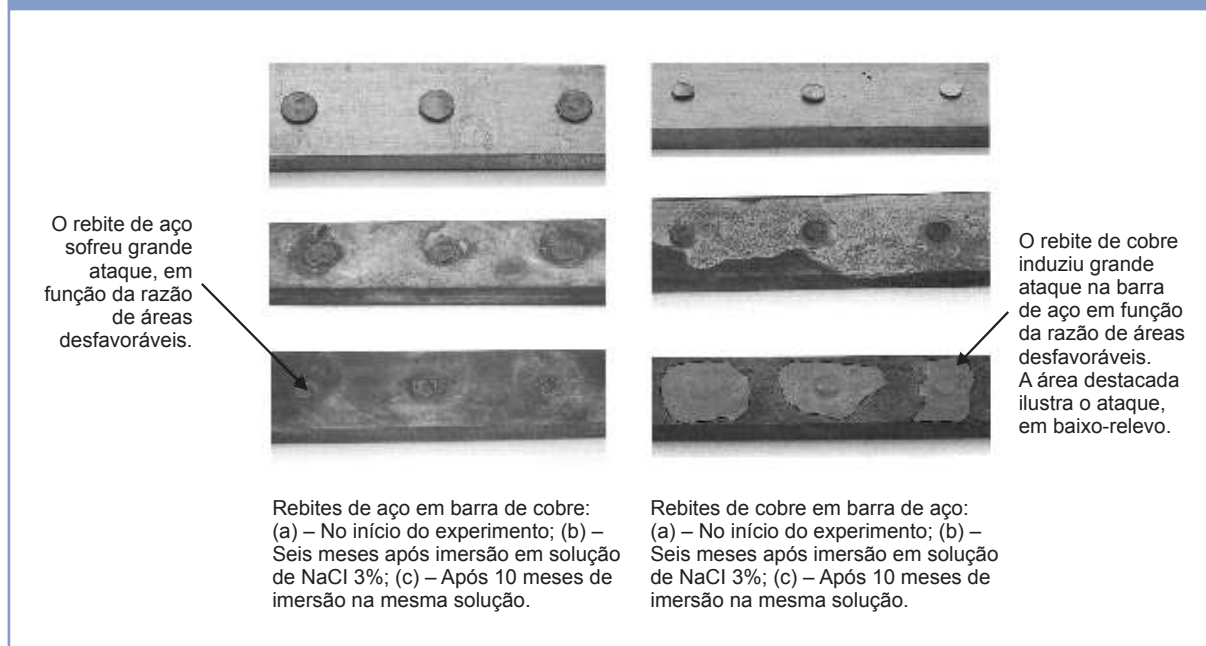 O rebite de aço
sofreu grande
ataque, em
função da razão
de áreas
desfavoráveis.
O rebite de cobre
induziu grande
ataque na barra
de aço em função
da razão de áreas
desfavoráveis.
A área destacada
ilustra o ataque,
em baixo-relevo.
Rebites de aço em barra de cobre:
(a) – No início do experimento; (b) –
Seis meses após imersão em solução
de NaCl 3%; (c) – Após 10 meses de
imersão na mesma solução.
Rebites de cobre em barra de aço:
(a) – No início do experimento; (b) –
Seis meses após imersão em solução
de NaCl 3%; (c) – Após 10 meses de
imersão na mesma solução.